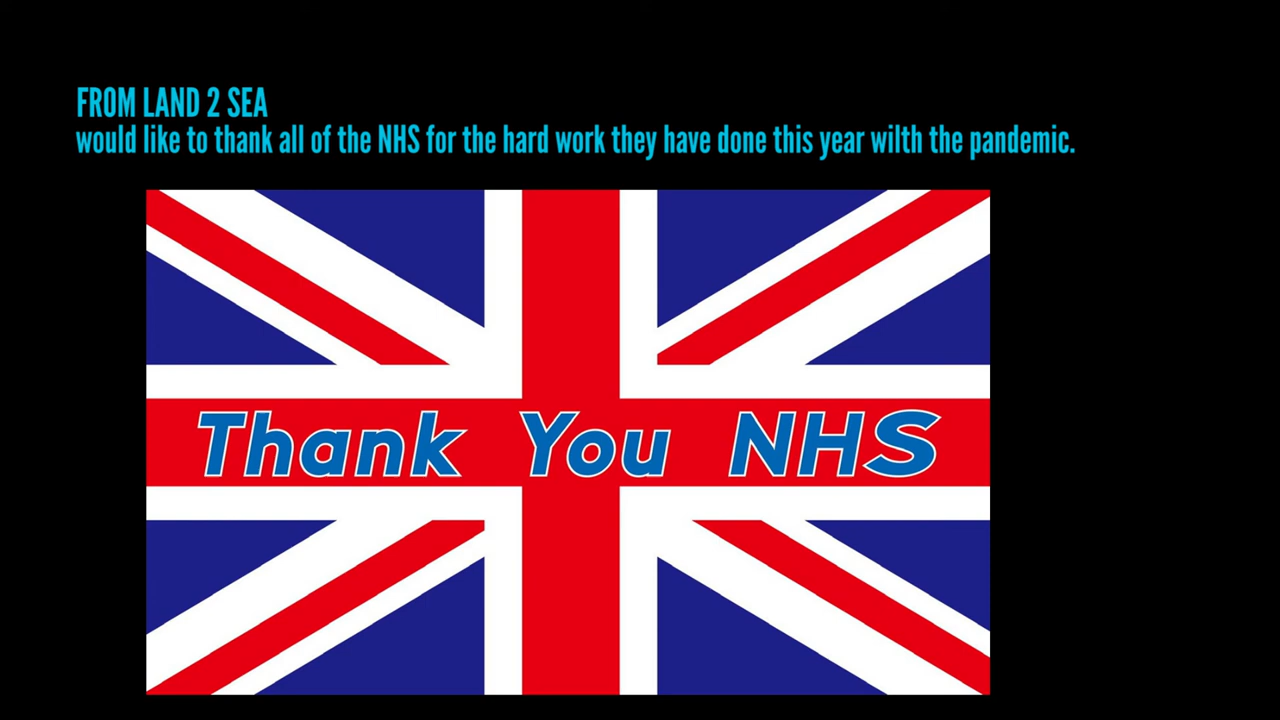 FROM LAND 2 SEA
would like to thank all of the NHS for the hard work they have done this year wilth the pandemic.
Thank You NHS